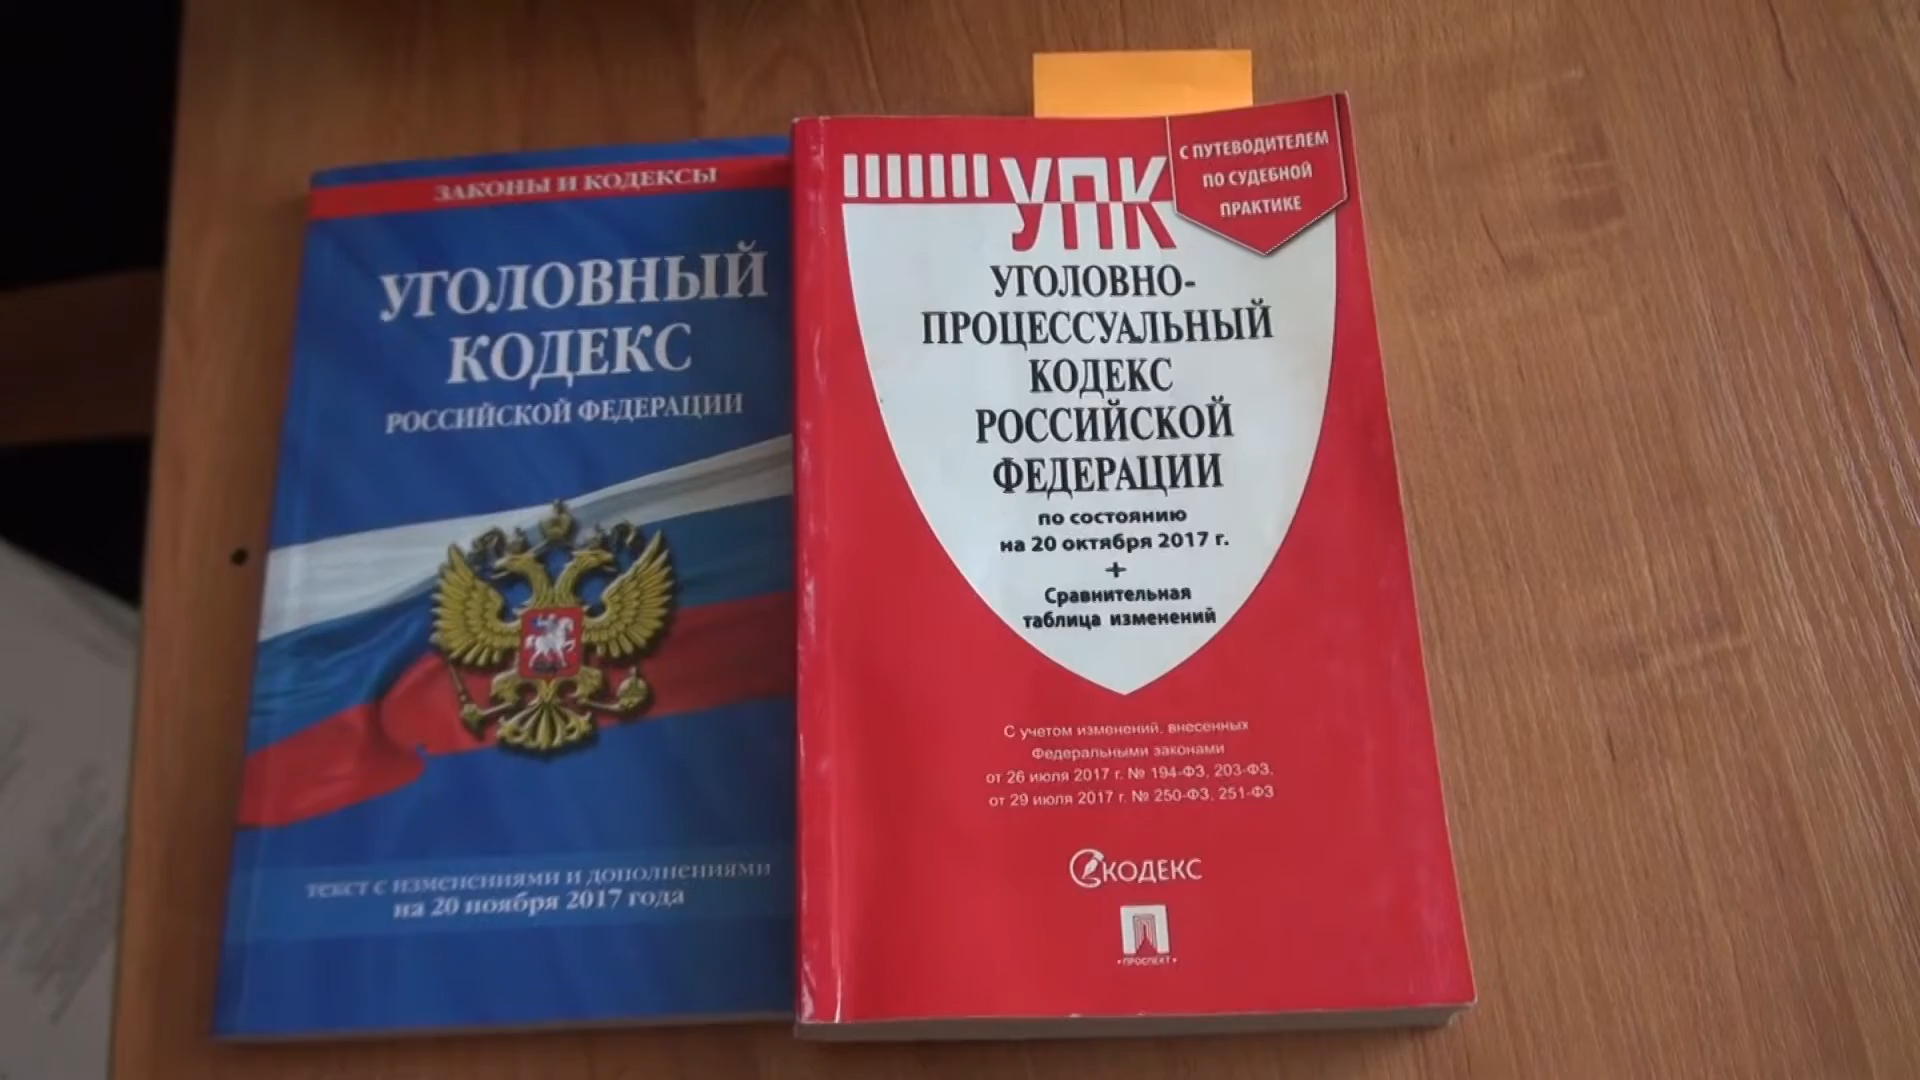 ЗАКОНЫ И КОДЕКСЫ
УГОЛОВНЫЙ
КОДЕКС
РОССИЙСКОЙ ФЕДЕРАЦИИ
текст с изменениями и дополнениями
на 20 ноября 2017 года
УПК
С ПУТЕВОДИТЕЛЕМ
ПО СУДЕБНОЙ
ПРАКТИКЕ
УГОЛОВНО-
ПРОЦЕССУАЛЬНЫЙ
КОДЕКС
РОССИЙСКОЙ
ФЕДЕРАЦИИ
по состоянию
на 20 октября 2017 г.
+
Сравнительная
таблица изменений
С учетом изменений, внесенных
Федеральными законами
от 26 июля 2017 г. № 194-ФЗ, 203-ФЗ,
от 29 июля 2017 г. № 250-ФЗ, 251-ФЗ
КОДЕКС
•ПРОСПЕКТ•